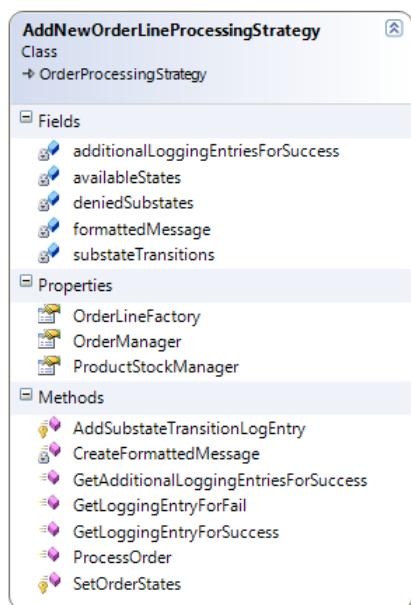 AddNewOrderLineProcessingStrategy
Class
OrderProcessingStrategy
Fields
additionalLoggingEntriesForSuccess
availableStates
deniedSubstates
formattedMessage
substateTransitions
Properties
OrderLineFactory
OrderManager
ProductStockManager
Methods
AddSubstateTransitionLogEntry
CreateFormattedMessage
GetAdditionalLoggingEntriesForSuccess
GetLoggingEntryForFail
GetLoggingEntryForSuccess
ProcessOrder
SetOrderStates